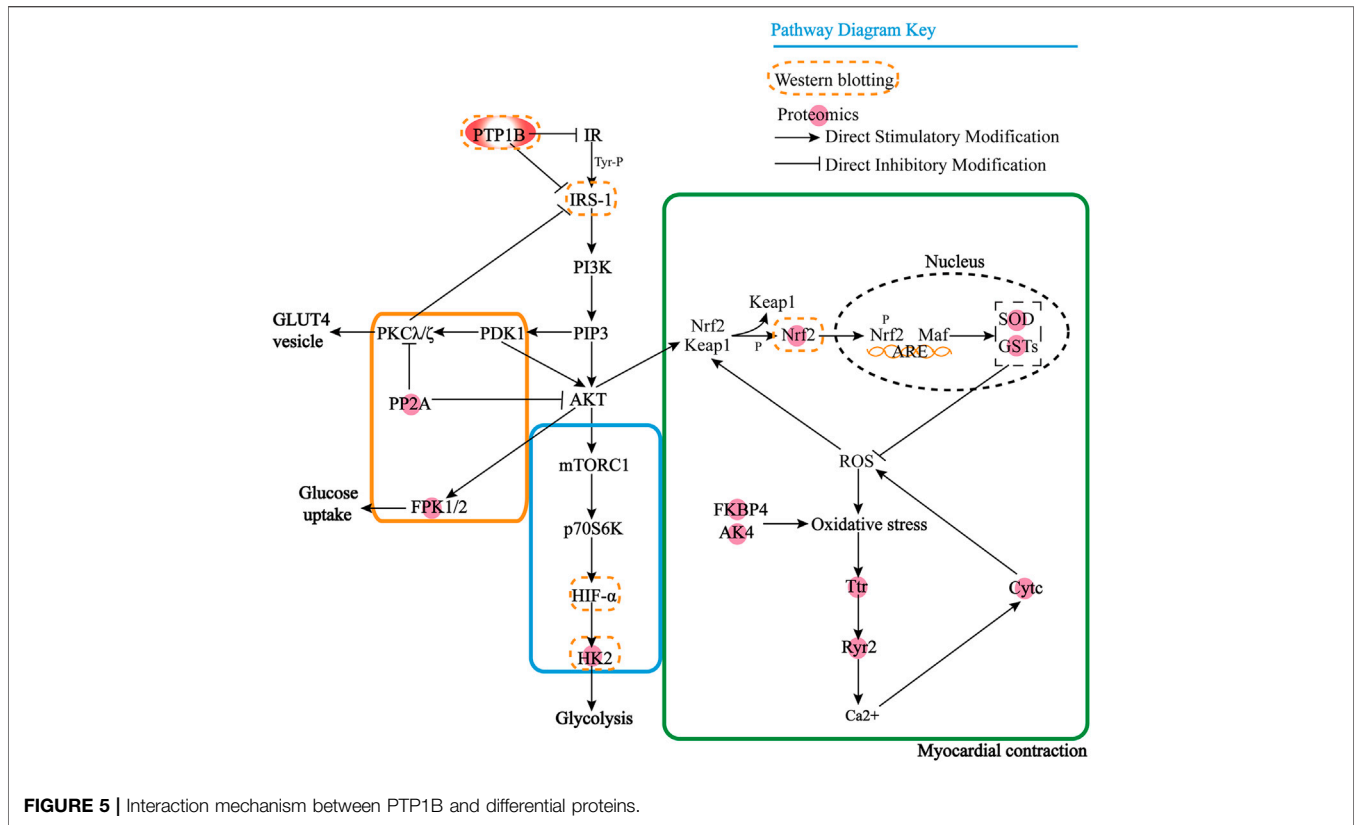 Pathway Diagram Key
Western blotting
Proteomics
Direct Stimulatory Modification
Direct Inhibitory Modification
PTP1B
IR
Tyr-P
IRS-1
PI3K
GLUT4
vesicle
PKCλ/ζ
PDK1
PIP3
PP2A
AKT
mTORC1
Glucose
uptake
FPK1/2
p70S6K
HIF-α
HK2
Glycolysis
Nucleus
Keap1
Nrf2
Keap1
P
Nrf2
P
Nrf2
Maf
ARE
SOD
GSTs
ROS
FKBP4
AK4
Oxidative stress
Ttr
Cytc
Ryr2
Ca2+
Myocardial contraction
FIGURE 5 | Interaction mechanism between PTP1B and differential proteins.